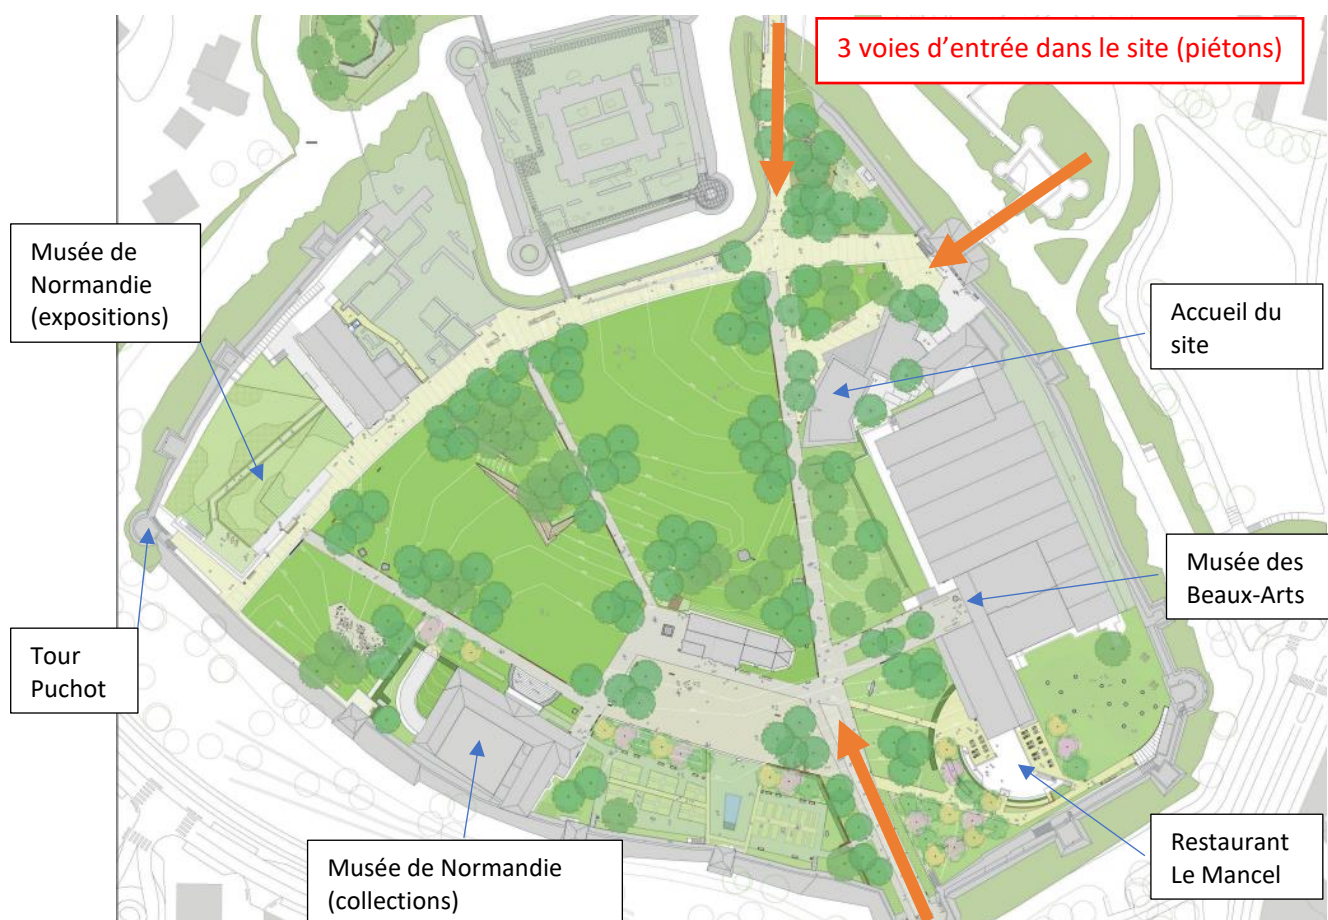 3 voies d’entrée dans le site (piétons)
Musée de
Normandie
(expositions)
Accueil du
site
Musée des
Beaux-Arts
Tour
Puchot
Musée de Normandie
(collections)
Restaurant
Le Mancel